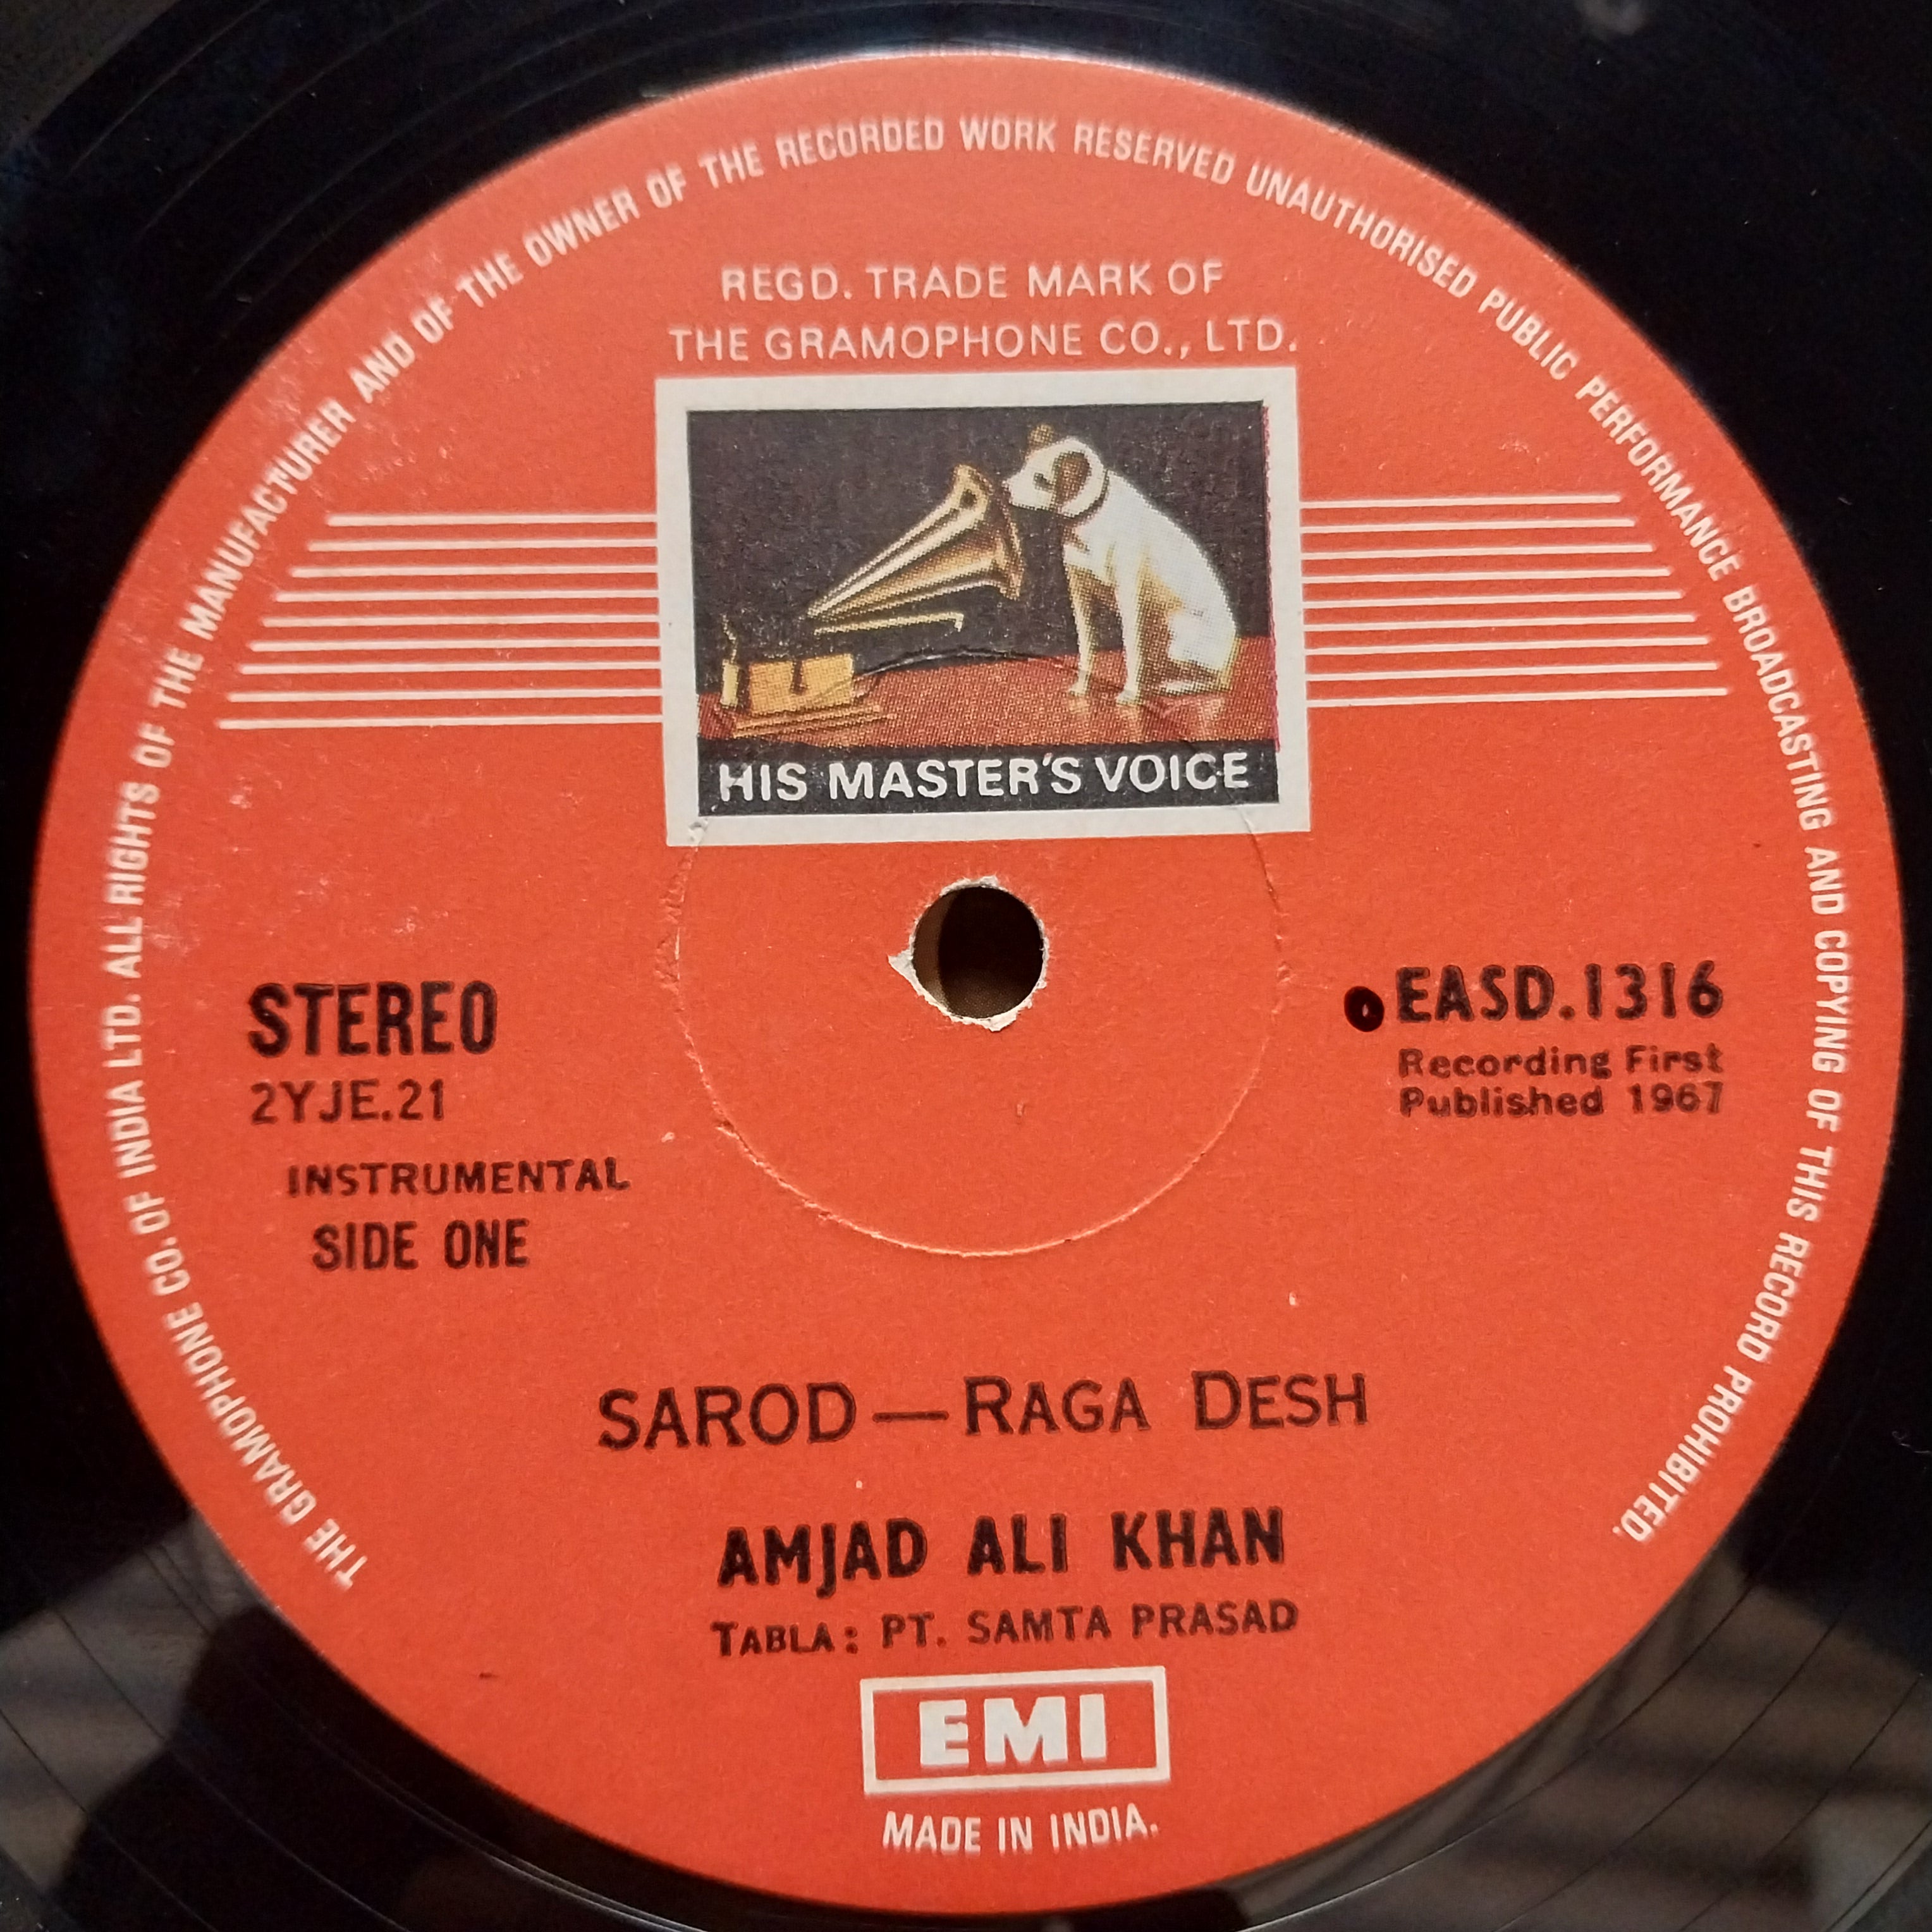 THE GRAMOPHONE CO. OF INDIA LTD. ALL RIGHTS OF THE MANUFACTURER AND OF THE OWNER OF THE RECORDED WORK RESERVED UNAUTHORISED PUBLIC PERFORMANCE BROADCASTING AND COPYING OF THIS RECORD PROHIBITED.
REGD. TRADE MARK OF
THE GRAMOPHONE CO., LTD.
HIS MASTER'S VOICE
STEREO
2YJE.21
INSTRUMENTAL
SIDE ONE
EASD.1316
Recording First
Published 1967
SAROD — RAGA DESH
AMJAD ALI KHAN
TABLA: PT. SAMTA PRASAD
EMI
MADE IN INDIA.